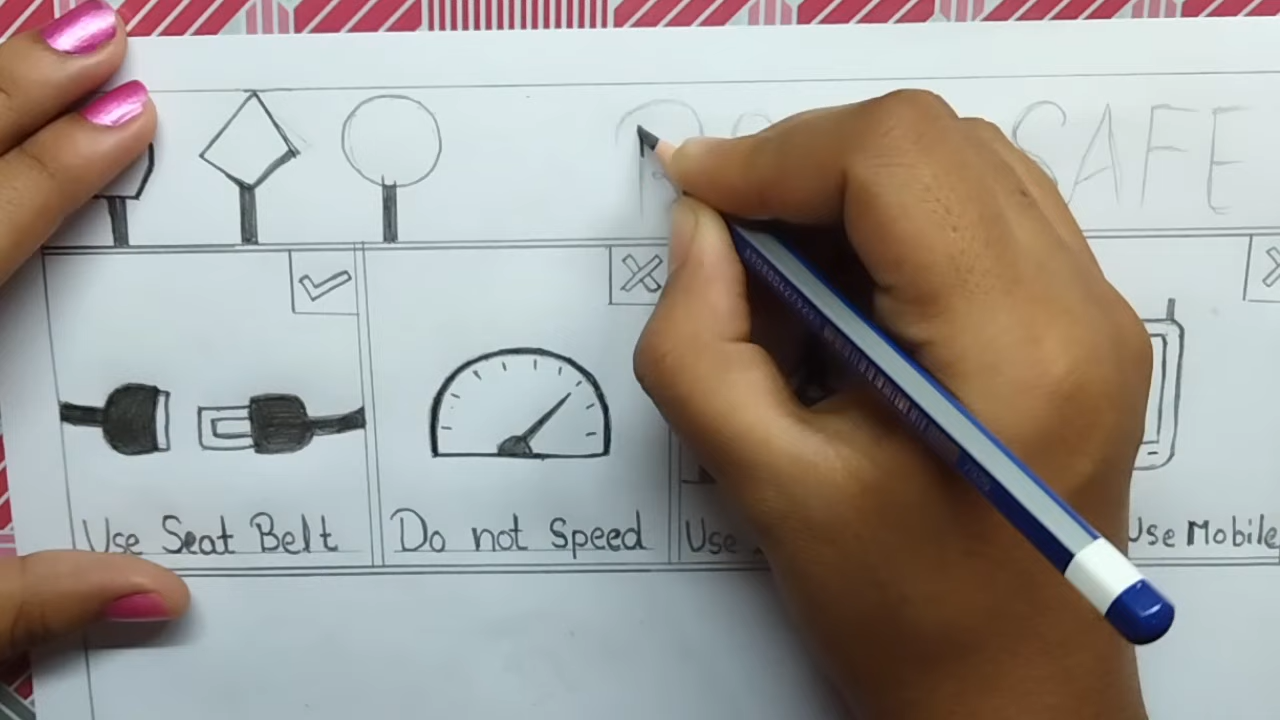 SAFE
Use Seat Belt
Do not Speed
Use
Use Mobile